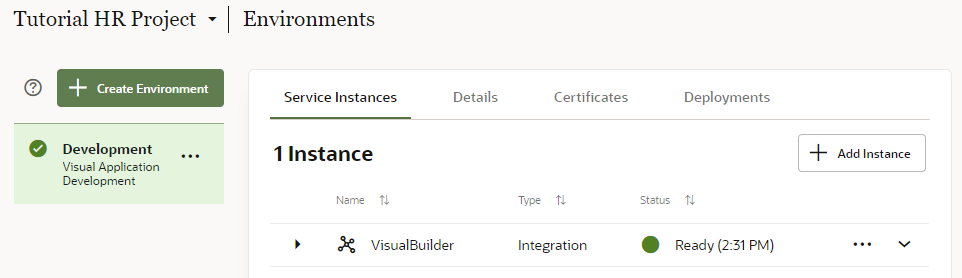 Tutorial HR Project Environments
Create Environment
Development
Visual Application
Development
Service Instances Details Certificates Deployments
1 Instance
Add Instance
Name Type Status
VisualBuilder Integration Ready (2:31 PM)